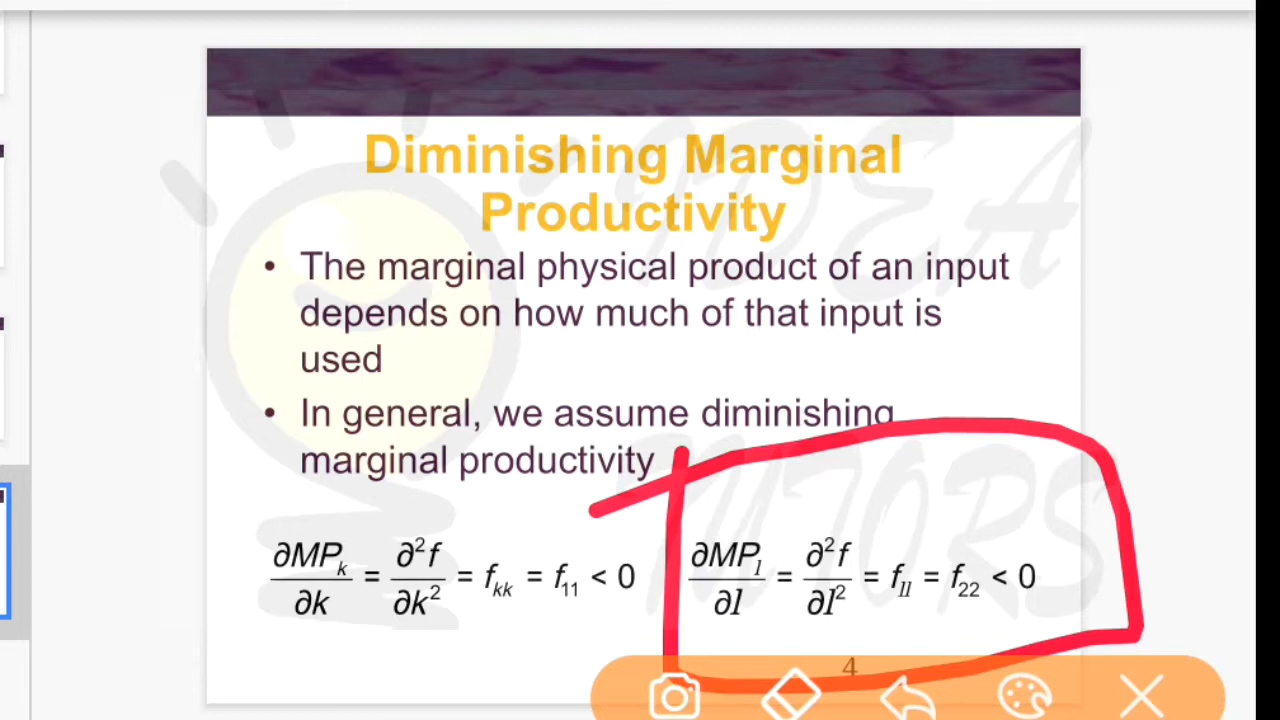 Diminishing Marginal
Productivity
• The marginal physical product of an input
depends on how much of that input is
used
• In general, we assume diminishing
marginal productivity
∂MPₖ/∂k = ∂²f/∂k² = fₖₖ = f₁₁ < 0
∂MPₗ/∂l = ∂²f/∂l² = fₗₗ = f₂₂ < 0
4
IDEA
TUTORS